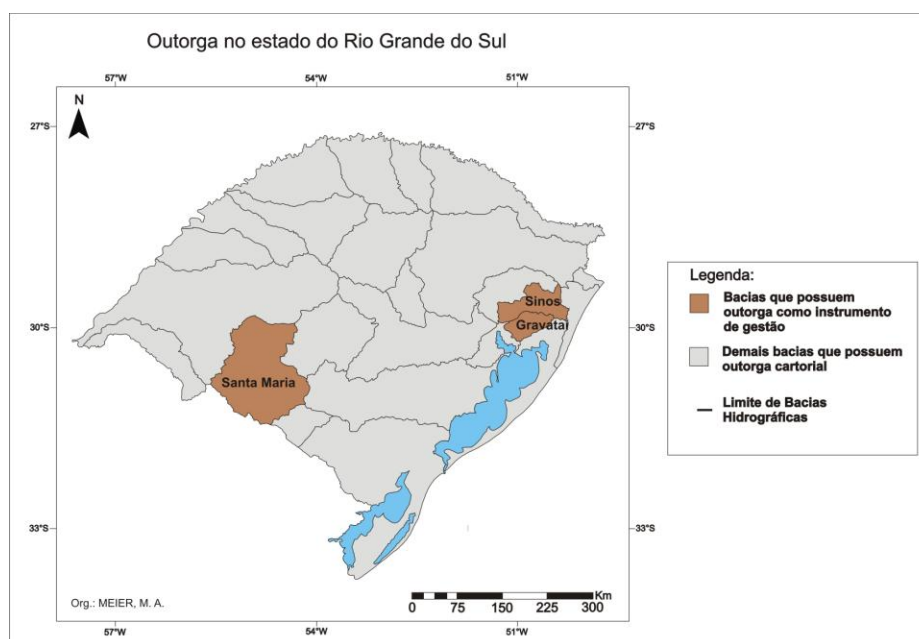 Outorga no estado do Rio Grande do Sul
57°W
54°W
51°W
N
27°S
27°S
Sinos
Gravataí
30°S
30°S
Santa Maria
33°S
33°S
Org.: MEIER, M. A.
Km
0 75 150 225 300
57°W
54°W
51°W
Legenda:
Bacias que possuem
outorga como instrumento
de gestão
Demais bacias que possuem
outorga cartorial
Limite de Bacias
Hidrográficas